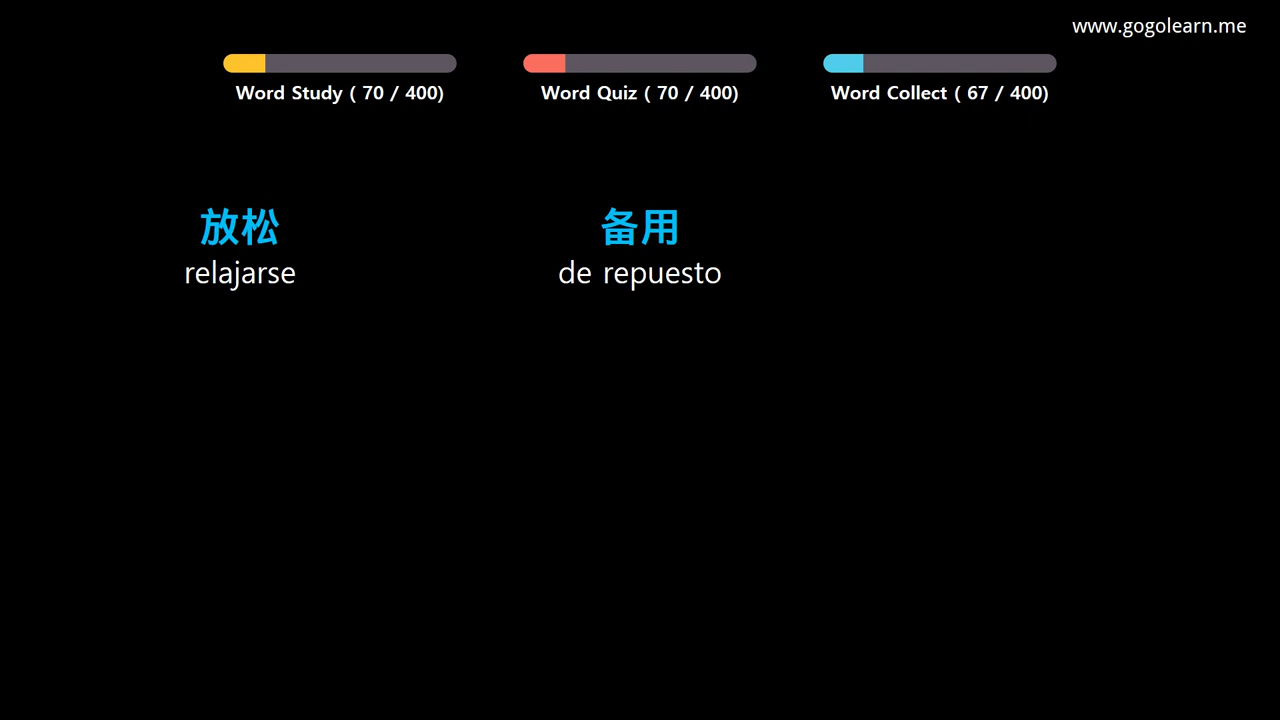 www.gogolearn.me
Word Study ( 70 / 400)
Word Quiz ( 70 / 400)
Word Collect ( 67 / 400)
放松
relajarse
备用
de repuesto